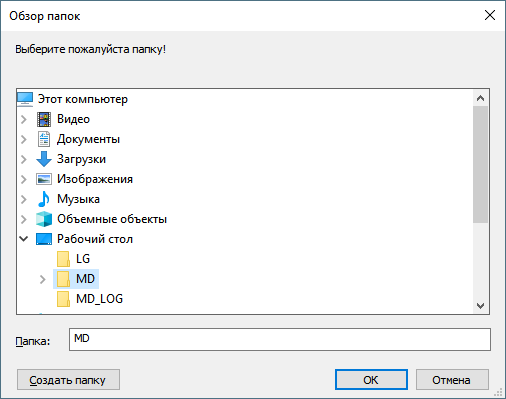 Обзор папок
Выберите пожалуйста папку!
Этот компьютер
Видео
Документы
Загрузки
Изображения
Музыка
Объемные объекты
Рабочий стол
LG
MD
MD_LOG
Папка: MD
Создать папку ОК Отмена